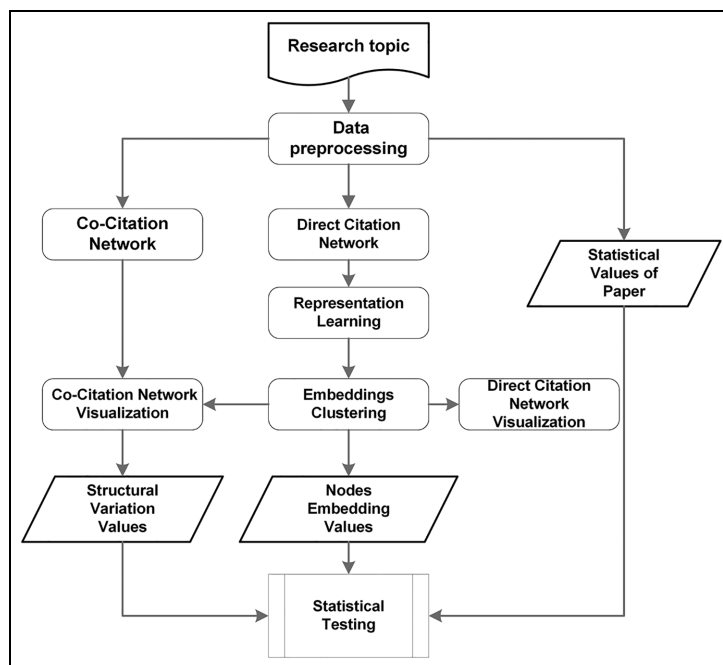 Research topic
Data
preprocessing
Co-Citation
Network
Direct Citation
Network
Statistical
Values of
Paper
Representation
Learning
Co-Citation Network
Visualization
Embeddings
Clustering
Direct Citation
Network
Visualization
Structural
Variation
Values
Nodes
Embedding
Values
Statistical
Testing